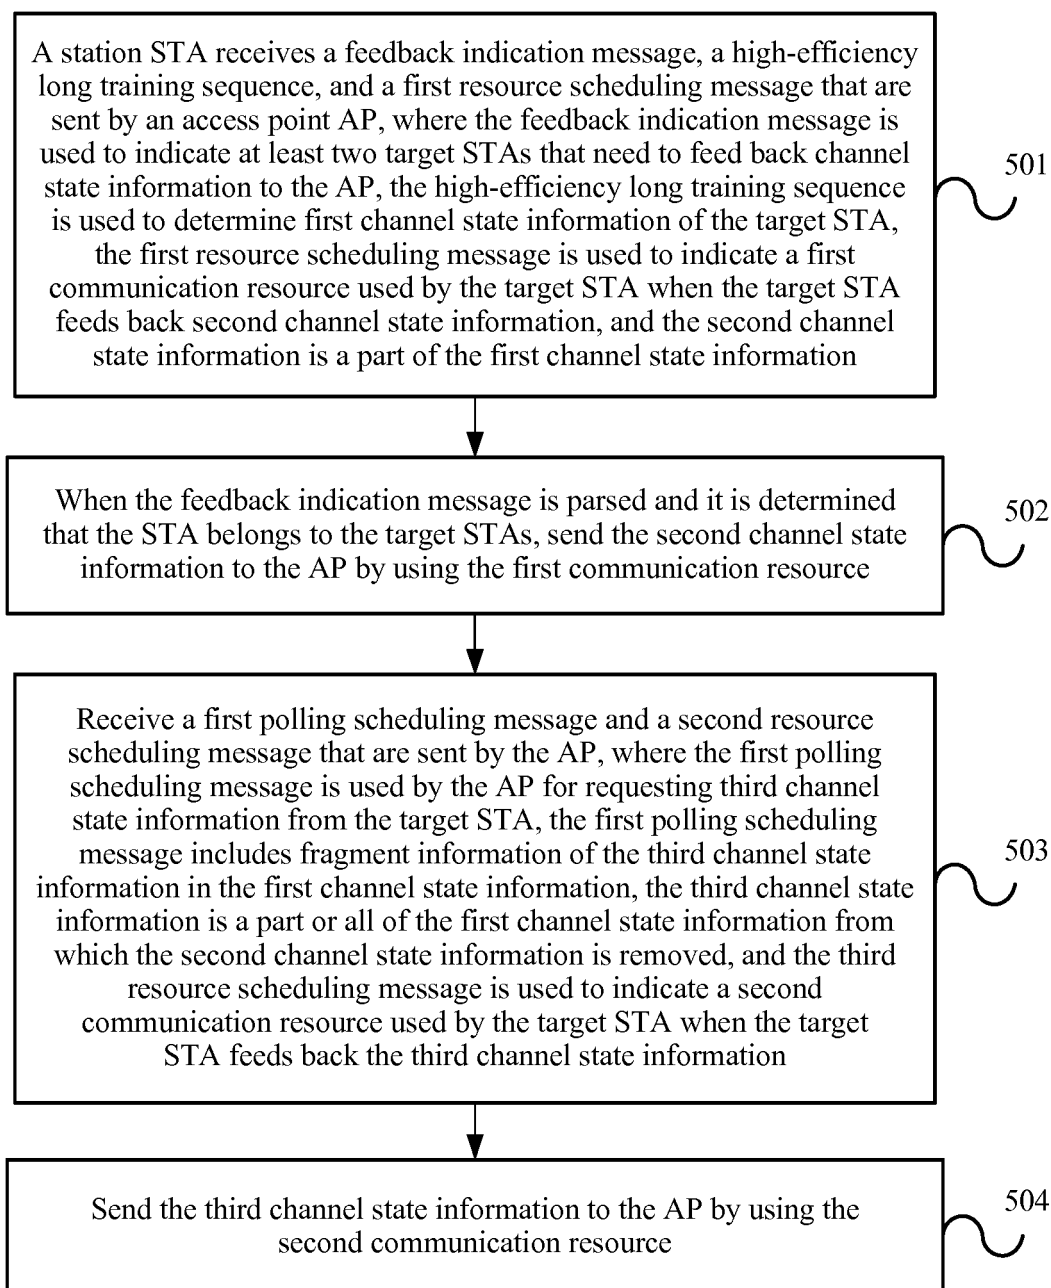 A station STA receives a feedback indication message, a high-efficiency
long training sequence, and a first resource scheduling message that are
sent by an access point AP, where the feedback indication message is
used to indicate at least two target STAs that need to feed back channel
state information to the AP, the high-efficiency long training sequence
is used to determine first channel state information of the target STA,
the first resource scheduling message is used to indicate a first
communication resource used by the target STA when the target STA
feeds back second channel state information, and the second channel
state information is a part of the first channel state information
501
When the feedback indication message is parsed and it is determined
that the STA belongs to the target STAs, send the second channel state
information to the AP by using the first communication resource
502
Receive a first polling scheduling message and a second resource
scheduling message that are sent by the AP, where the first polling
scheduling message is used by the AP for requesting third channel
state information from the target STA, the first polling scheduling
message includes fragment information of the third channel state
information in the first channel state information, the third channel state
information is a part or all of the first channel state information from
which the second channel state information is removed, and the third
resource scheduling message is used to indicate a second
communication resource used by the target STA when the target
STA feeds back the third channel state information
503
Send the third channel state information to the AP by using the
second communication resource
504